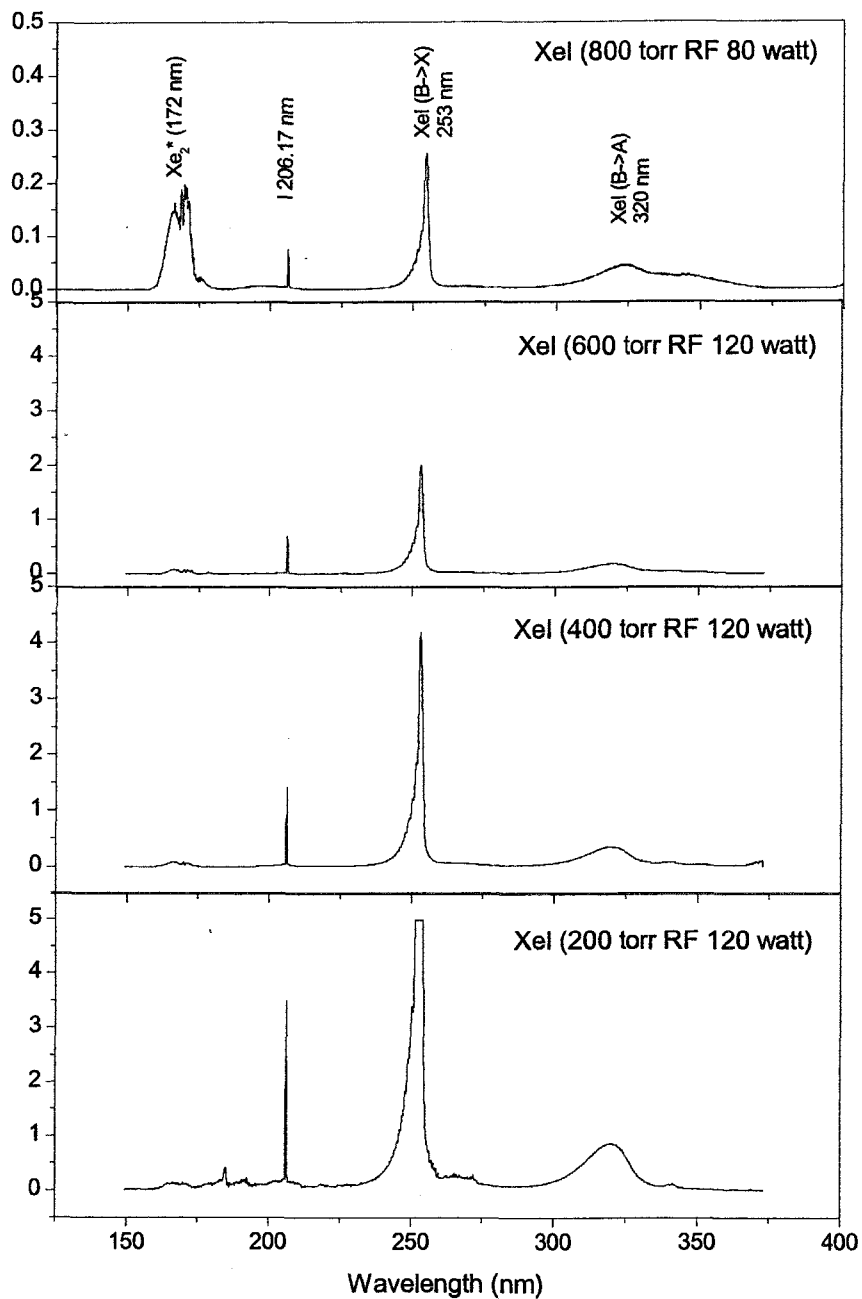 0.5
0.4
0.3
0.2
0.1
0.0
XeI (800 torr RF 80 watt)
Xe2* (172 nm)
I 206.17 nm
XeI (B->X)
253 nm
XeI (B->A)
320 nm
5
4
3
2
1
0
XeI (600 torr RF 120 watt)
5
4
3
2
1
0
XeI (400 torr RF 120 watt)
5
4
3
2
1
0
XeI (200 torr RF 120 watt)
150 200 250 300 350 400
Wavelength (nm)